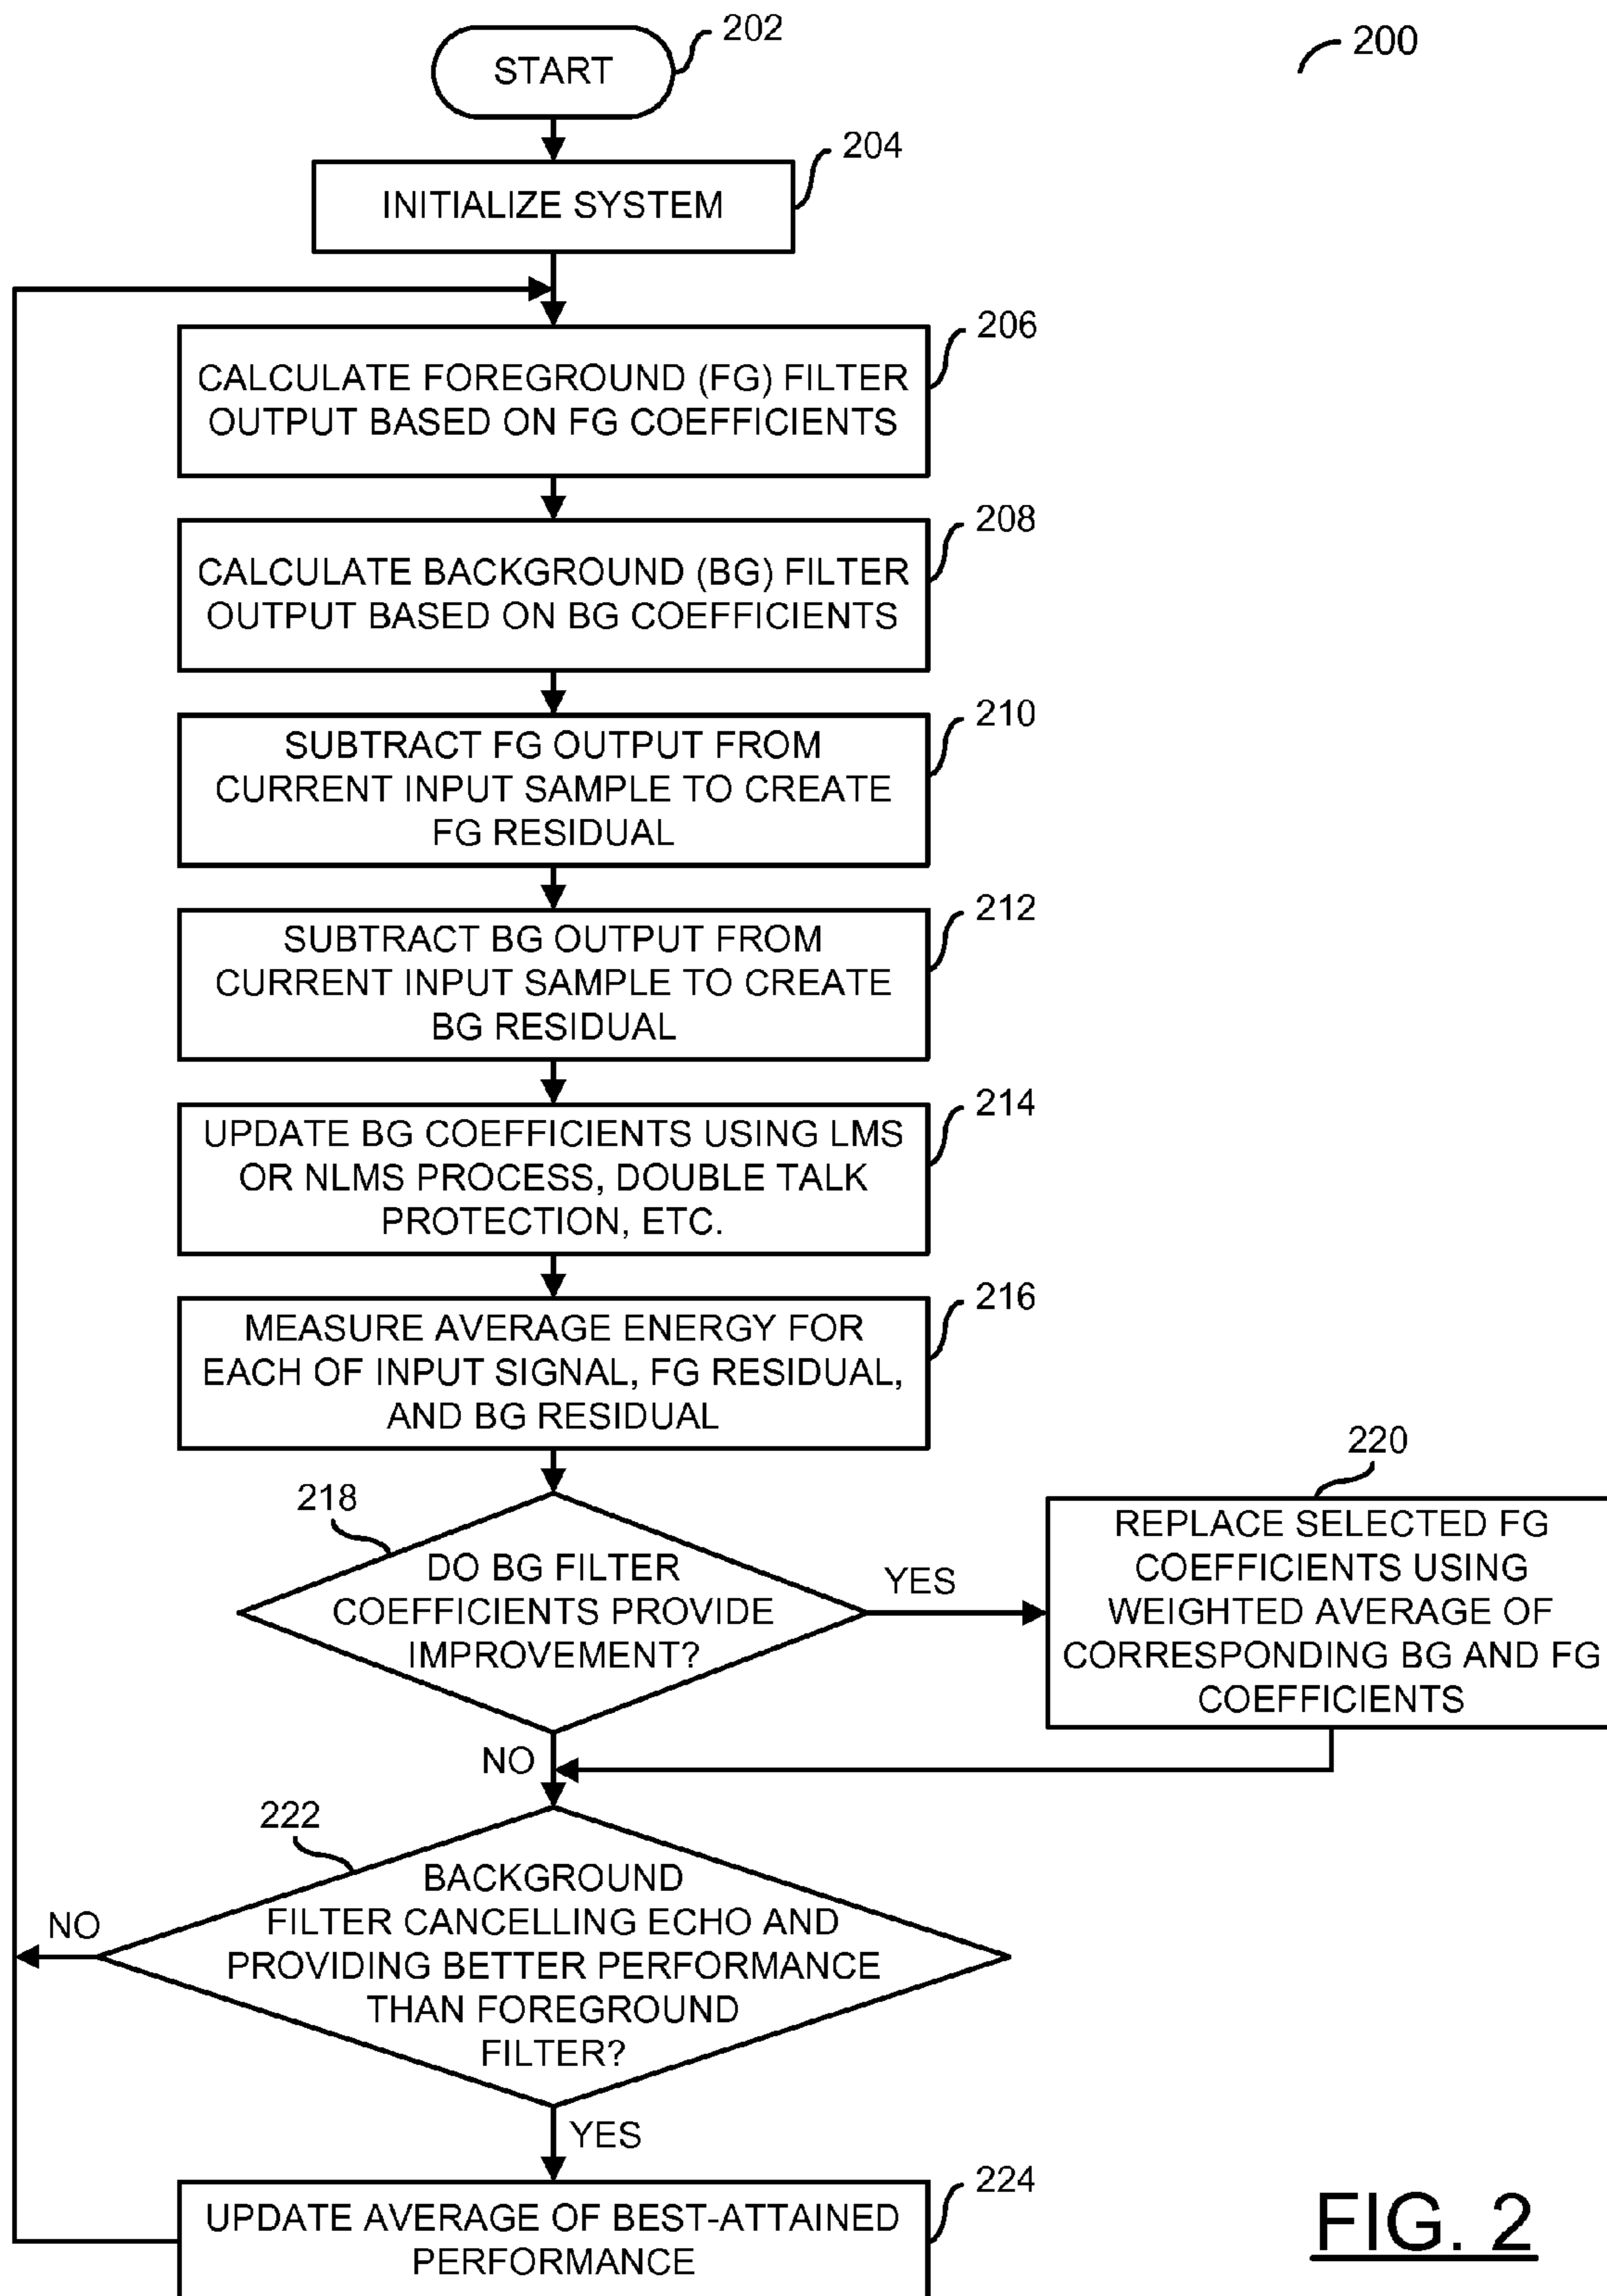 200
202
START
204
INITIALIZE SYSTEM
206
CALCULATE FOREGROUND (FG) FILTER
OUTPUT BASED ON FG COEFFICIENTS
208
CALCULATE BACKGROUND (BG) FILTER
OUTPUT BASED ON BG COEFFICIENTS
210
SUBTRACT FG OUTPUT FROM
CURRENT INPUT SAMPLE TO CREATE
FG RESIDUAL
212
SUBTRACT BG OUTPUT FROM
CURRENT INPUT SAMPLE TO CREATE
BG RESIDUAL
214
UPDATE BG COEFFICIENTS USING LMS
OR NLMS PROCESS, DOUBLE TALK
PROTECTION, ETC.
216
MEASURE AVERAGE ENERGY FOR
EACH OF INPUT SIGNAL, FG RESIDUAL,
AND BG RESIDUAL
218
DO BG FILTER
COEFFICIENTS PROVIDE
IMPROVEMENT?
YES
220
REPLACE SELECTED FG
COEFFICIENTS USING
WEIGHTED AVERAGE OF
CORRESPONDING BG AND FG
COEFFICIENTS
NO
222
BACKGROUND
FILTER CANCELLING ECHO AND
PROVIDING BETTER PERFORMANCE
THAN FOREGROUND
FILTER?
NO
YES
224
UPDATE AVERAGE OF BEST-ATTAINED
PERFORMANCE
FIG. 2